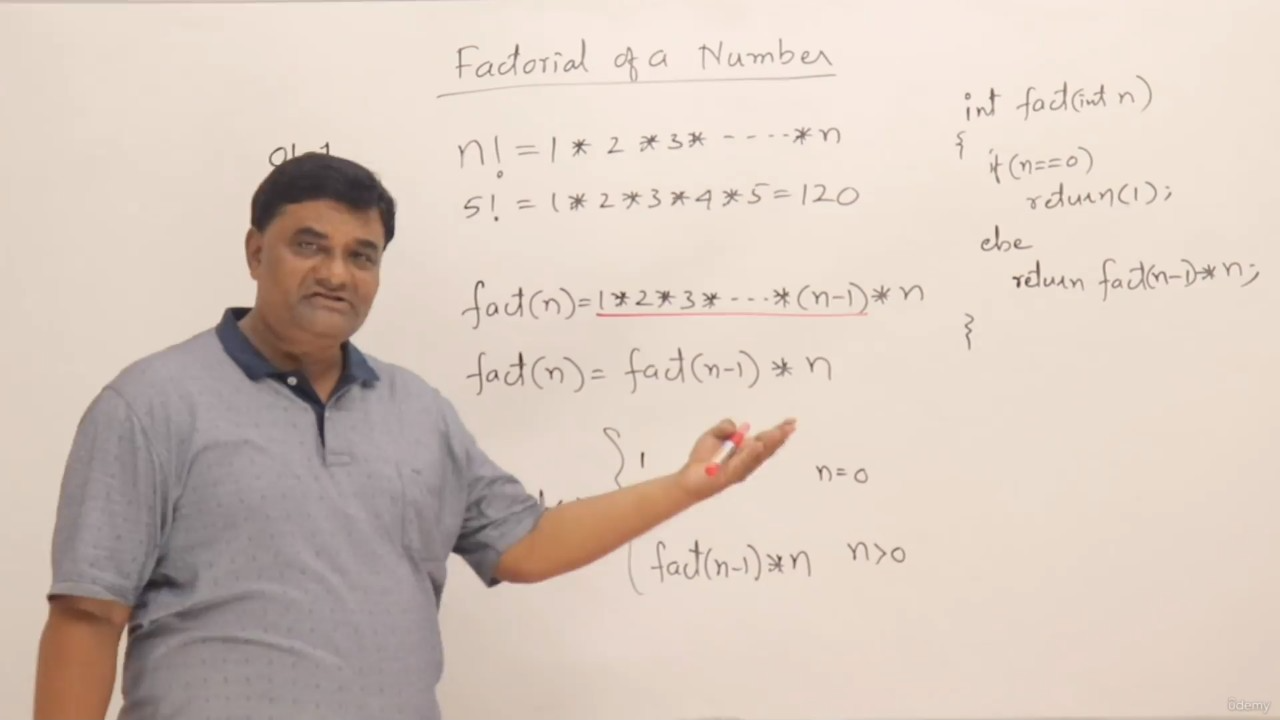 Factorial of a Number
n! = 1 * 2 * 3 * - - - - * n
5! = 1 * 2 * 3 * 4 * 5 = 120
fact(n) = 1 * 2 * 3 * - - - * (n-1) * n
fact(n) = fact(n-1) * n
{ 1 n=0
fact(n-1) * n n>0
int fact(int n)
{
if (n==0)
return(1);
else
return fact(n-1)*n;
}
ûdemy